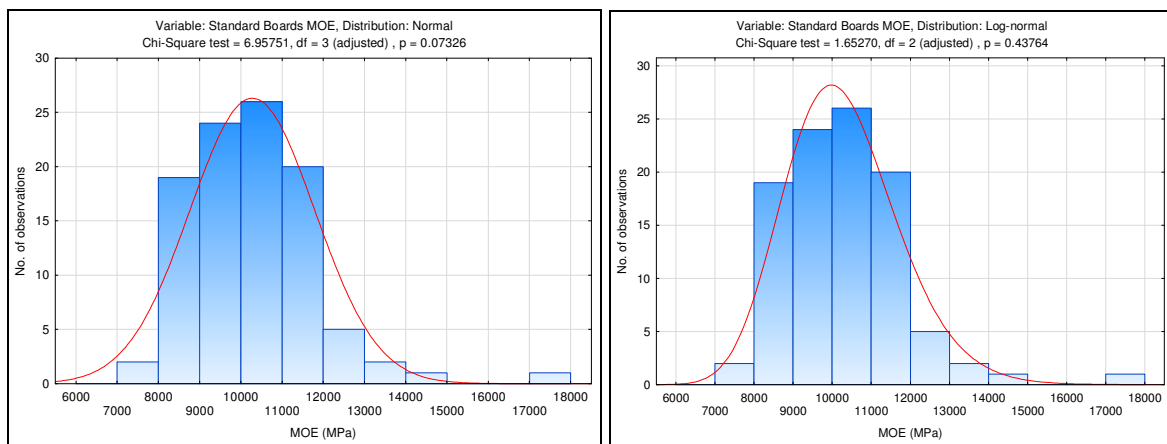 Variable: Standard Boards MOE, Distribution: Normal
Chi-Square test = 6.95751, df = 3 (adjusted) , p = 0.07326
No. of observations
30
25
20
15
10
5
0
6000 8000 10000 12000 14000 16000 18000
7000 9000 11000 13000 15000 17000
MOE (MPa)
Variable: Standard Boards MOE, Distribution: Log-normal
Chi-Square test = 1.65270, df = 2 (adjusted) , p = 0.43764
No. of observations
30
25
20
15
10
5
0
6000 8000 10000 12000 14000 16000 18000
7000 9000 11000 13000 15000 17000
MOE (MPa)